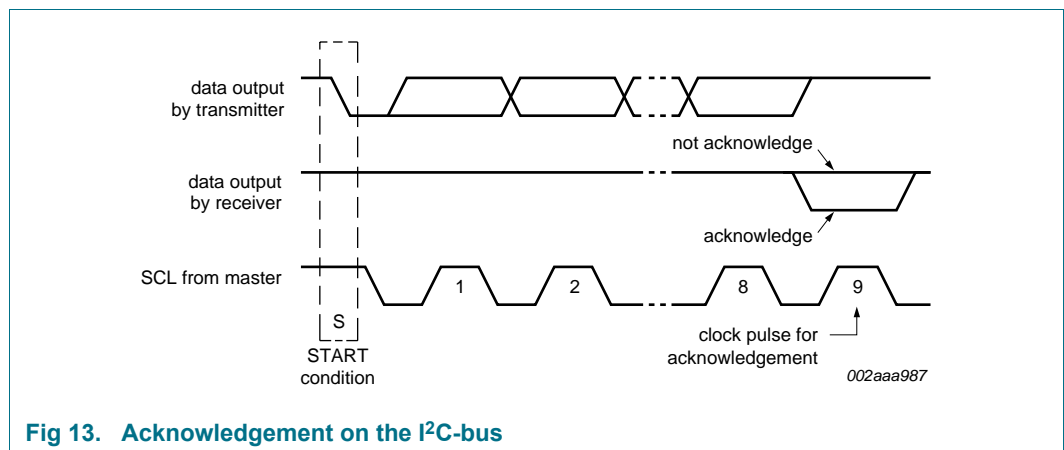 data output
by transmitter
not acknowledge
data output
by receiver
acknowledge
SCL from master
1
2
8
9
S
START
condition
clock pulse for
acknowledgement
002aaa987
Fig 13. Acknowledgement on the I²C-bus